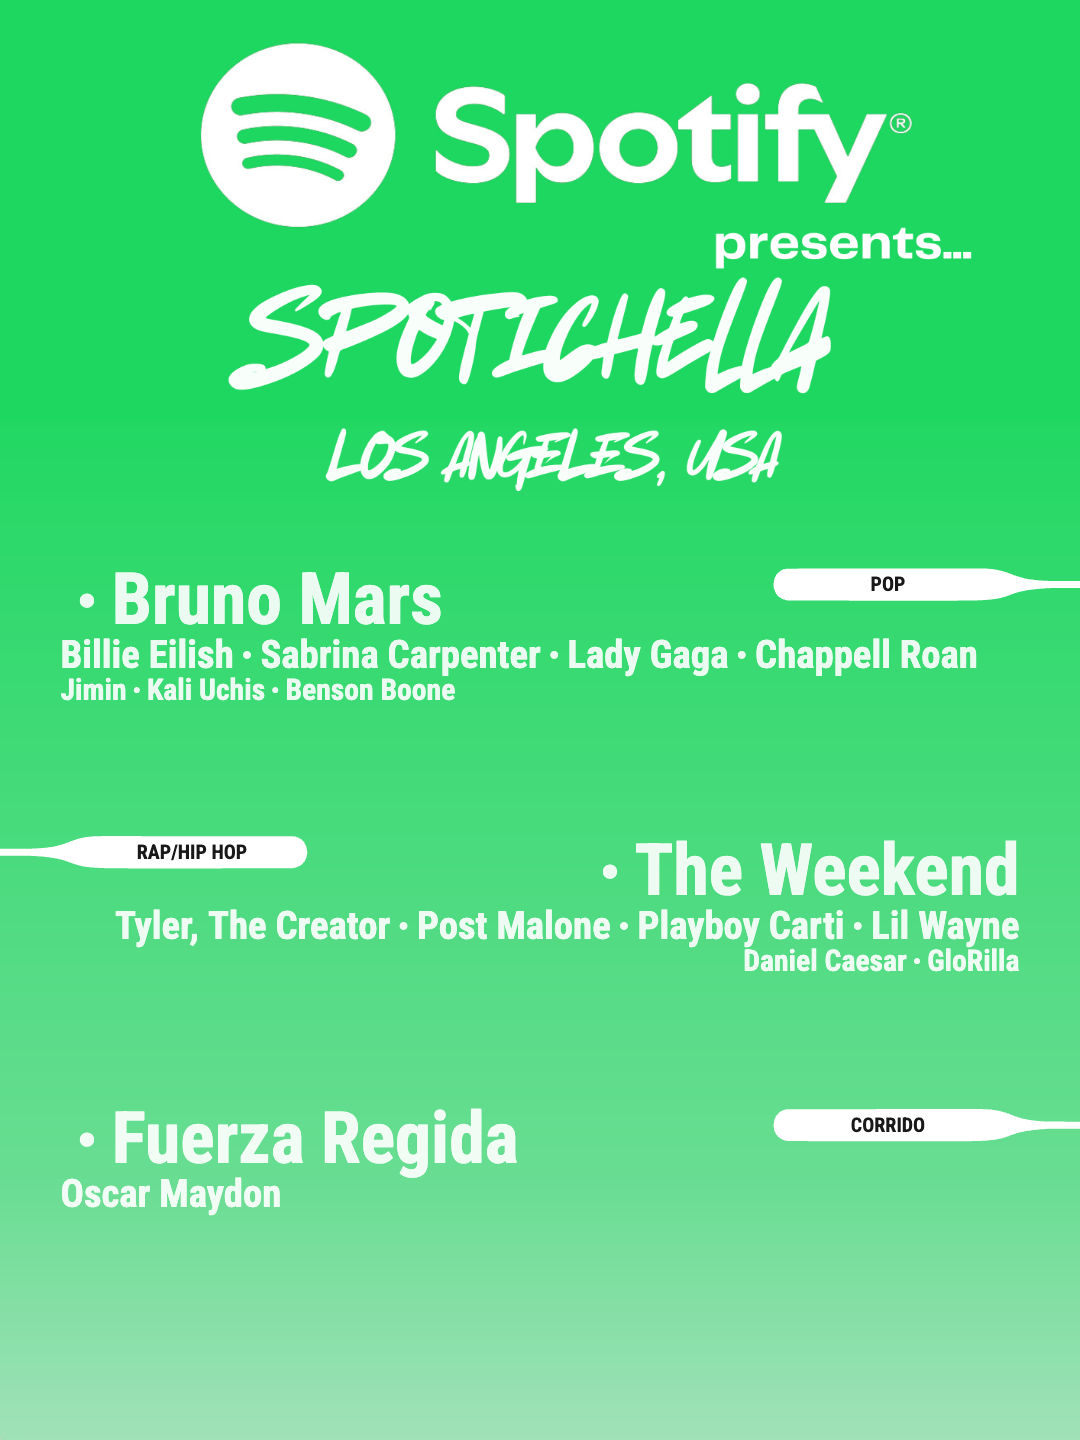 Spotify®
presents...
SPOTICHELLA
LOS ANGELES, USA
• Bruno Mars
POP
Billie Eilish • Sabrina Carpenter • Lady Gaga • Chappell Roan
Jimin • Kali Uchis • Benson Boone
RAP/HIP HOP
• The Weekend
Tyler, The Creator • Post Malone • Playboy Carti • Lil Wayne
Daniel Caesar • GloRilla
• Fuerza Regida
CORRIDO
Oscar Maydon